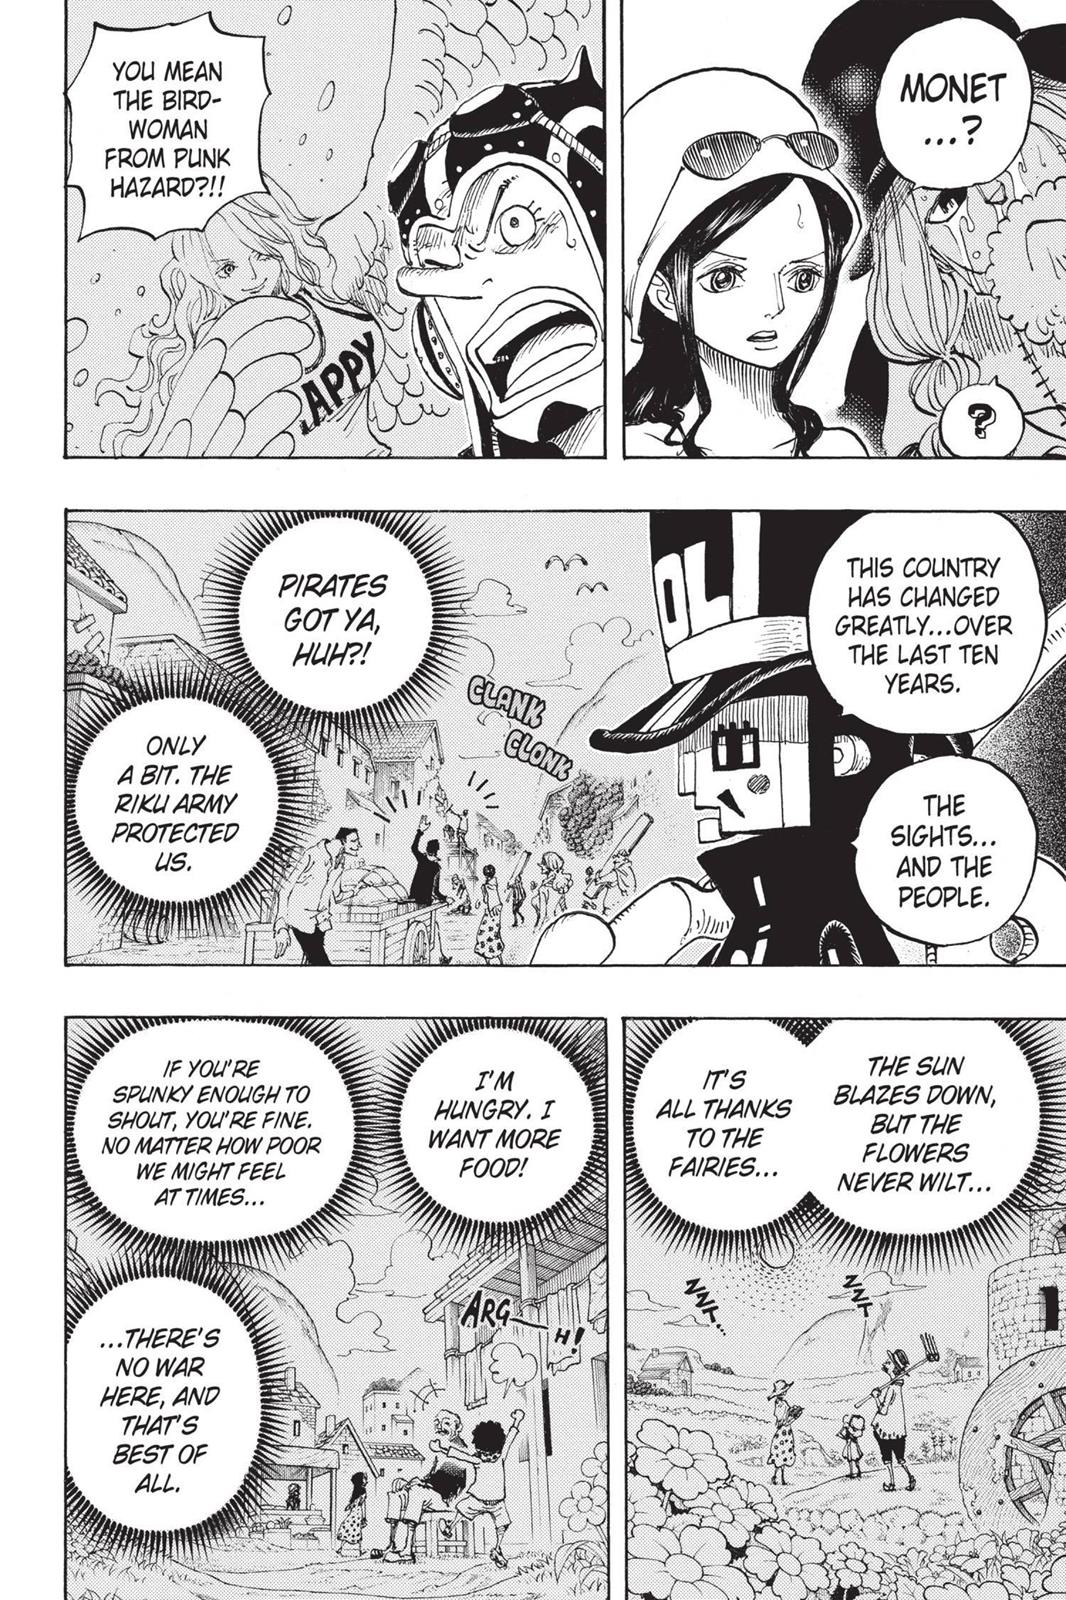 MONET
...?
?
YOU MEAN
THE BIRD-
WOMAN
FROM PUNK
HAZARD?!!
APPY
THIS COUNTRY
HAS CHANGED
GREATLY...OVER
THE LAST TEN
YEARS.
THE
SIGHTS...
AND THE
PEOPLE.
OLI
CLANK
CLONK
PIRATES
GOT YA,
HUH?!
ONLY
A BIT. THE
RIKU ARMY
PROTECTED
US.
THE SUN
BLAZES DOWN,
BUT THE
FLOWERS
NEVER WILT...
IT'S
ALL THANKS
TO THE
FAIRIES...
ZZT
ZZT...
I'M
HUNGRY. I
WANT MORE
FOOD!
IF YOU'RE
SPUNKY ENOUGH TO
SHOUT, YOU'RE FINE.
NO MATTER HOW POOR
WE MIGHT FEEL
AT TIMES...
ARG—H!
...THERE'S
NO WAR
HERE, AND
THAT'S
BEST OF
ALL.